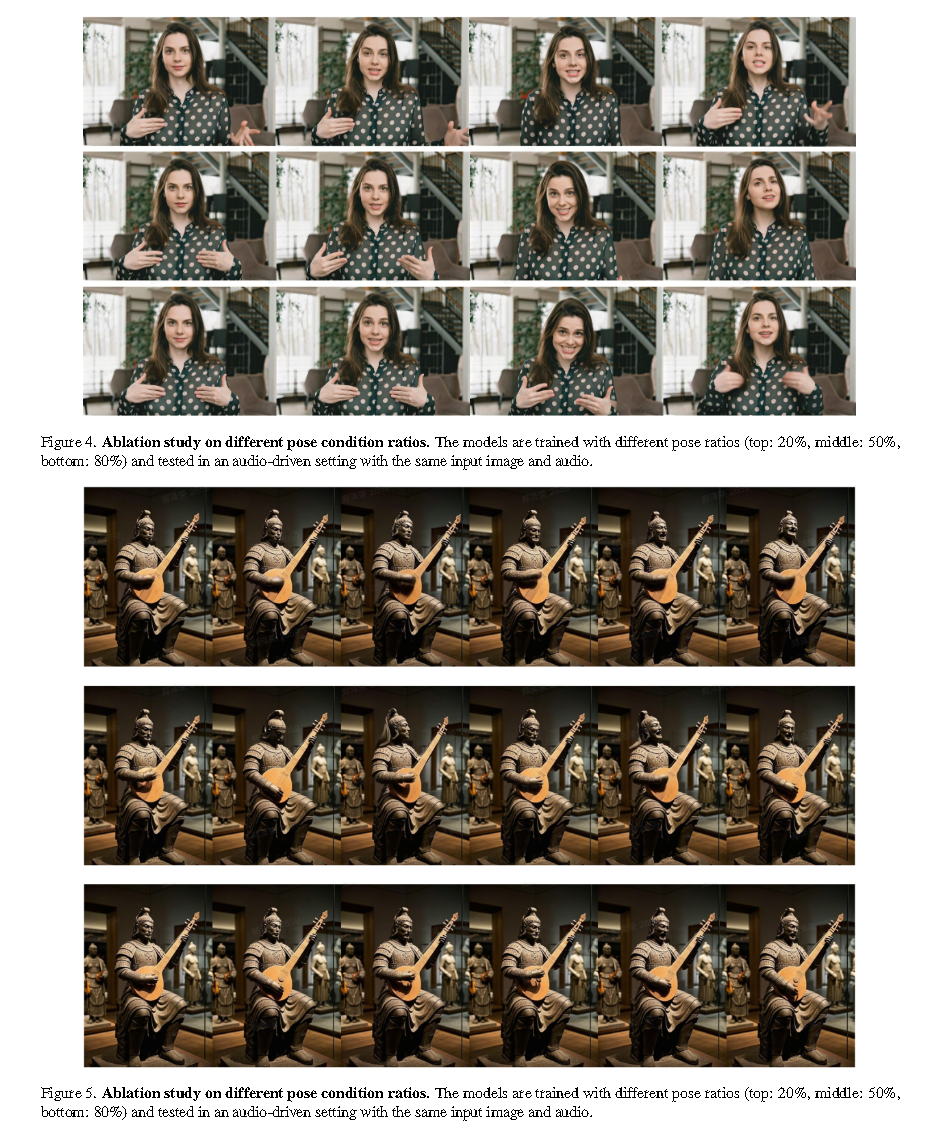 Figure 4. Ablation study on different pose condition ratios. The models are trained with different pose ratios (top: 20%, middle: 50%,
bottom: 80%) and tested in an audio-driven setting with the same input image and audio.
Figure 5. Ablation study on different pose condition ratios. The models are trained with different pose ratios (top: 20%, middle: 50%,
bottom: 80%) and tested in an audio-driven setting with the same input image and audio.